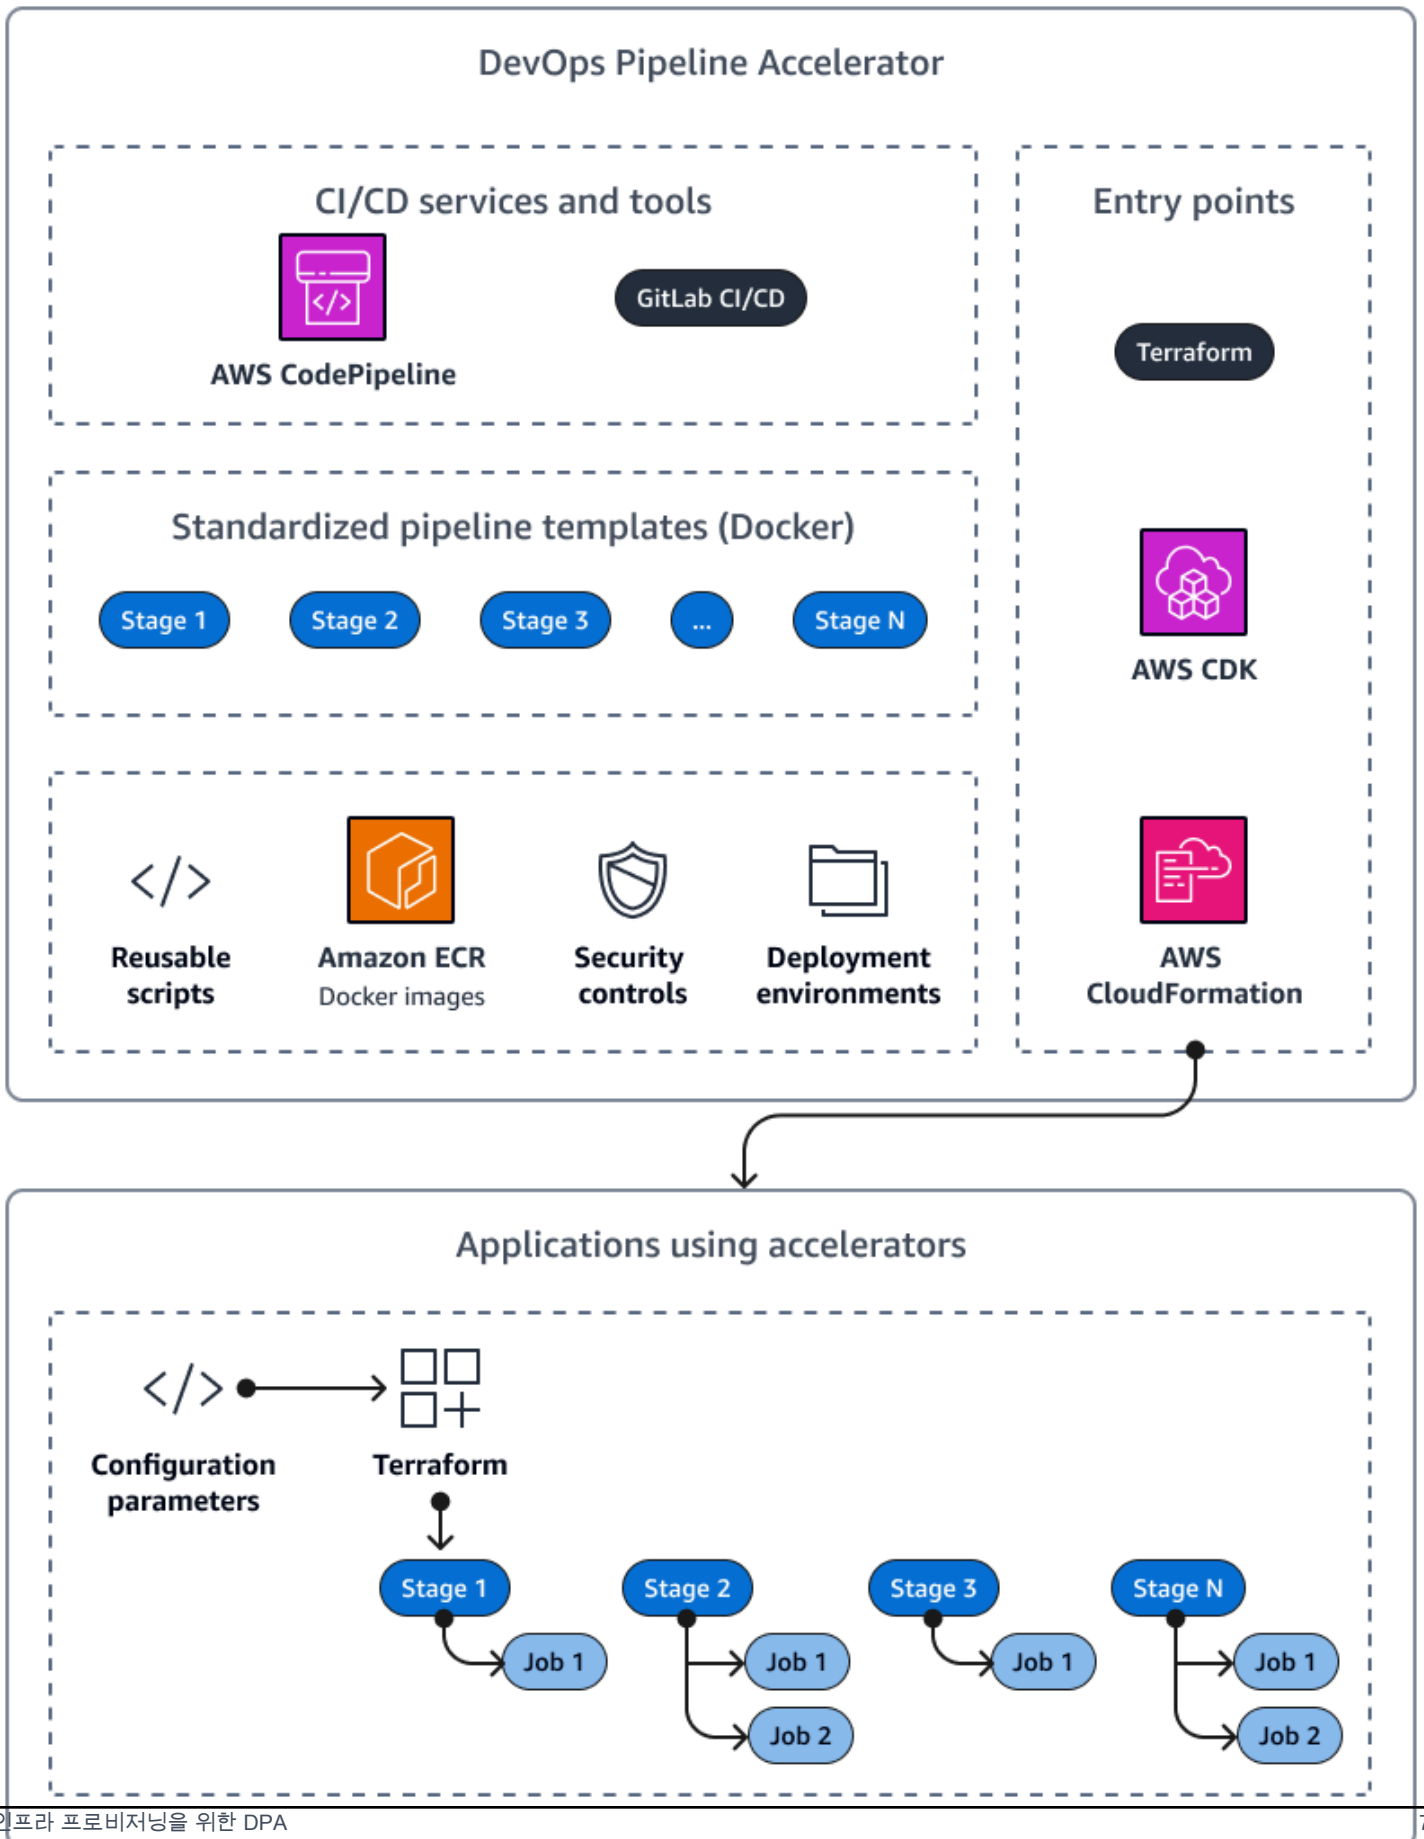 DevOps Pipeline Accelerator
CI/CD services and tools
AWS CodePipeline
GitLab CI/CD
Entry points
Terraform
Standardized pipeline templates (Docker)
Stage 1
Stage 2
Stage 3
...
Stage N
AWS CDK
Reusable
scripts
Amazon ECR
Docker images
Security
controls
Deployment
environments
AWS
CloudFormation
Applications using accelerators
Configuration
parameters
Terraform
Stage 1
Stage 2
Stage 3
Stage N
Job 1
Job 1
Job 1
Job 1
Job 2
Job 2
인프라 프로비저닝을 위한 DPA